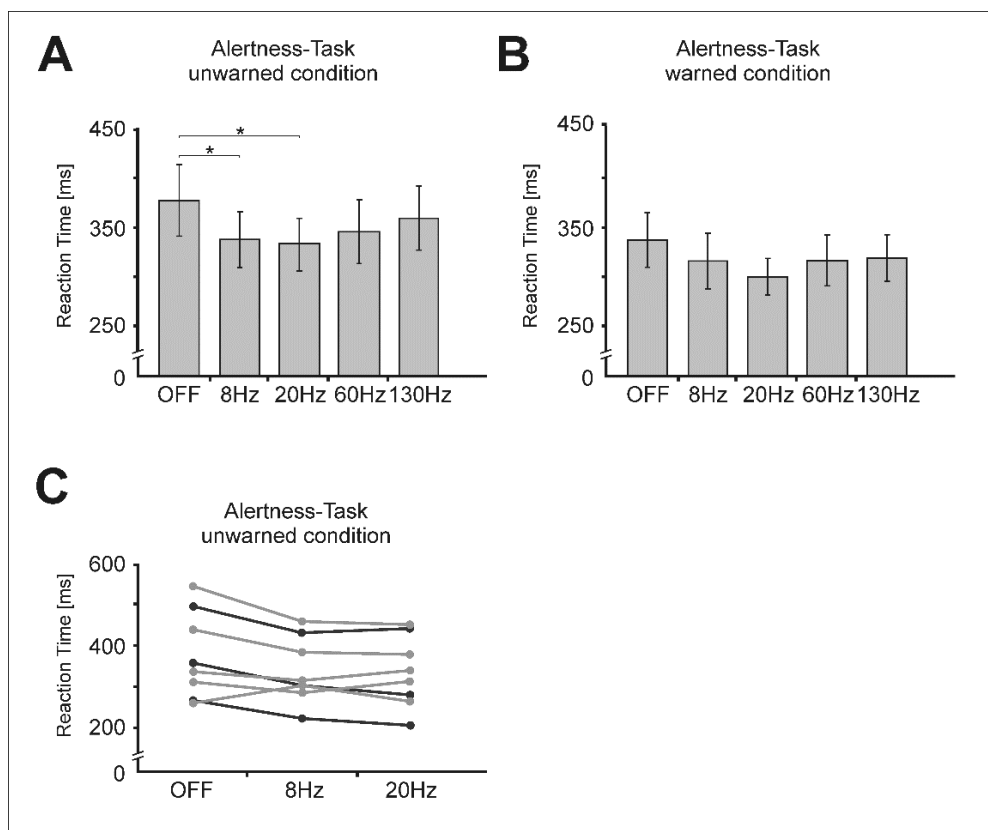 A
Alertness-Task
unwarned condition
Reaction Time [ms]
450
350
250
0
*
*
OFF 8Hz 20Hz 60Hz 130Hz
B
Alertness-Task
warned condition
Reaction Time [ms]
450
350
250
0
OFF 8Hz 20Hz 60Hz 130Hz
C
Alertness-Task
unwarned condition
Reaction Time [ms]
600
400
200
0
OFF 8Hz 20Hz